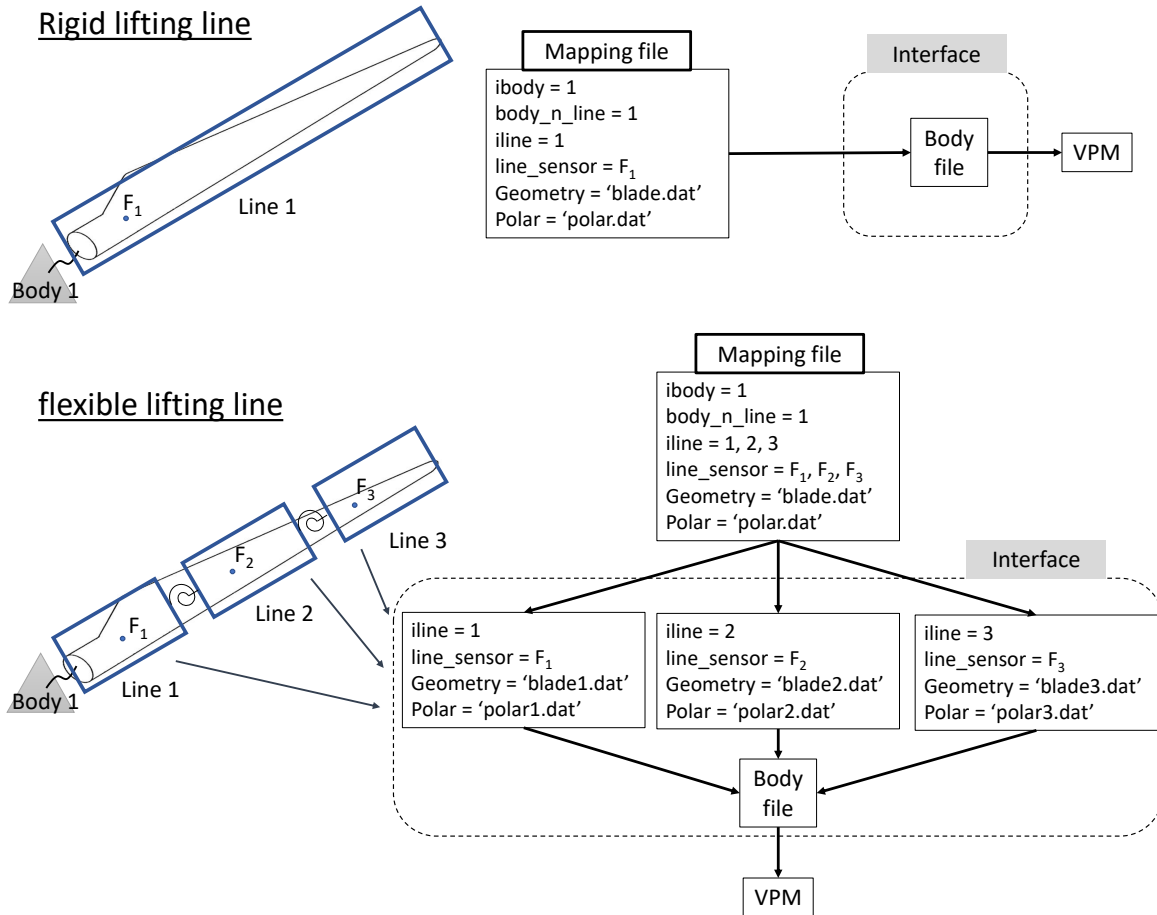 Rigid lifting line
F₁
Line 1
Body 1
Mapping file
ibody = 1
body_n_line = 1
iline = 1
line_sensor = F₁
Geometry = ‘blade.dat’
Polar = ‘polar.dat’
Interface
Body
file
VPM
flexible lifting line
F₁
F₂
F₃
Line 1
Line 2
Line 3
Body 1
Mapping file
ibody = 1
body_n_line = 1
iline = 1, 2, 3
line_sensor = F₁, F₂, F₃
Geometry = ‘blade.dat’
Polar = ‘polar.dat’
Interface
iline = 1
line_sensor = F₁
Geometry = ‘blade1.dat’
Polar = ‘polar1.dat’
iline = 2
line_sensor = F₂
Geometry = ‘blade2.dat’
Polar = ‘polar2.dat’
iline = 3
line_sensor = F₃
Geometry = ‘blade3.dat’
Polar = ‘polar3.dat’
Body
file
VPM